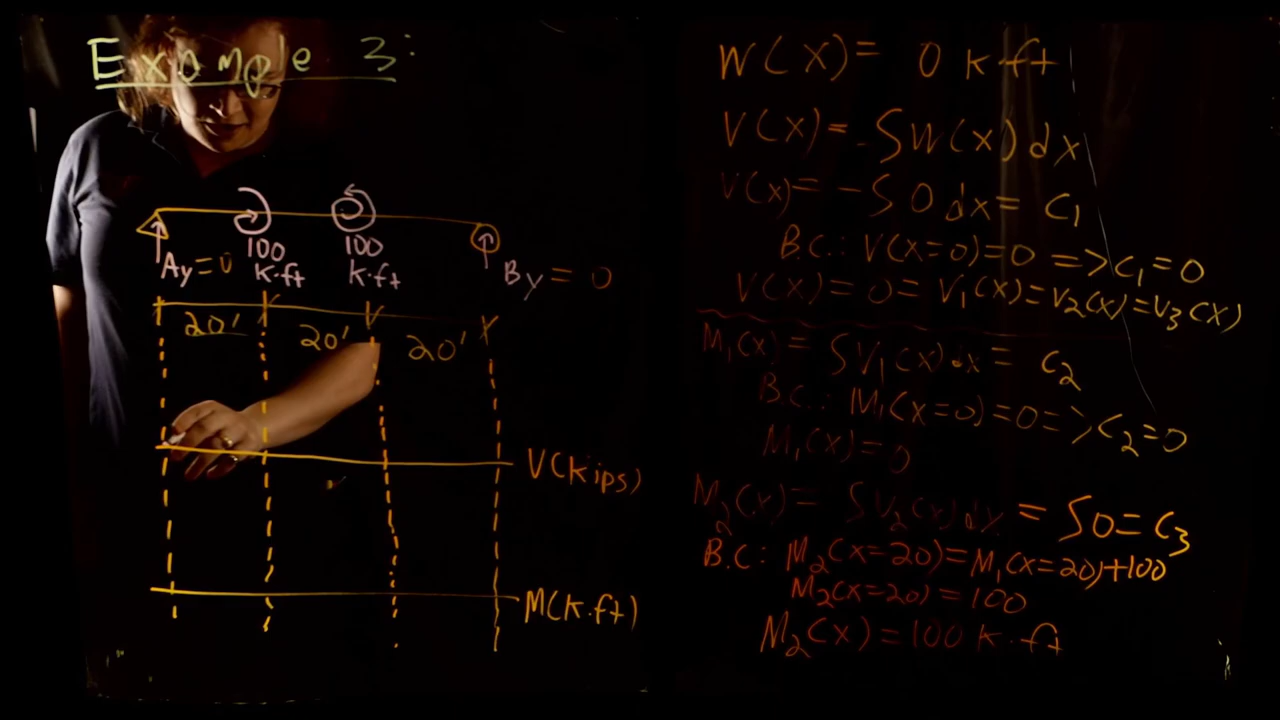 Example 3:
100 k.ft
100 k.ft
Ay=0
By = 0
20'
20'
20'
V(kips)
M(k.ft)
W(x)= 0 k ft
V(x)= -∫W(x)dx
V(x)= -∫0dx= C1
B.C.: V(x=0)=0 => C1=0
V(x)=0= V1(x)=V2(x)=V3(x)
M1(x)= ∫V1(x)dx= C2
B.C.: M1(x=0)=0=>C2=0
M1(x)=0
M2(x)= ∫V2(x)dx = ∫0=C3
B.C: M2(x=20)=M1(x=20)+100
M2(x=20)=100
M2(x)=100 k.ft